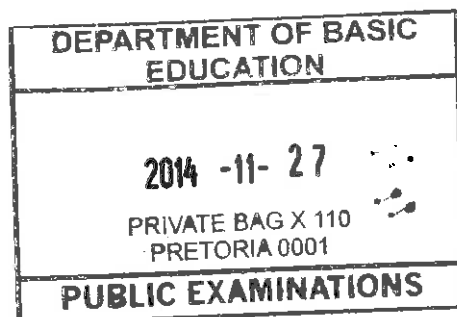 DEPARTMENT OF BASIC
EDUCATION
2014 -11- 27
PRIVATE BAG X 110
PRETORIA 0001
PUBLIC EXAMINATIONS